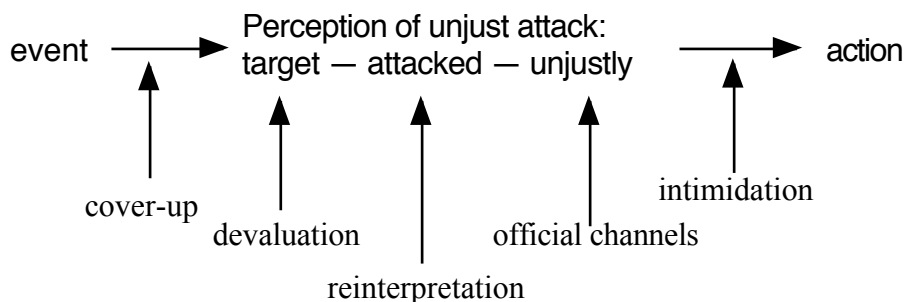 Perception of unjust attack:
event
target — attacked — unjustly
action
cover-up
devaluation
reinterpretation
official channels
intimidation